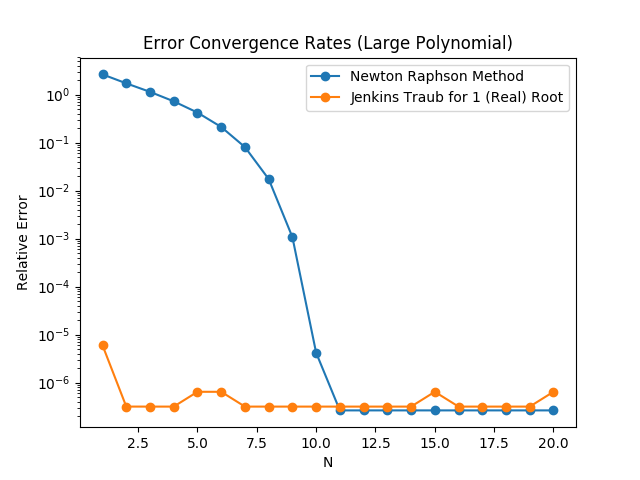 Error Convergence Rates (Large Polynomial)
Newton Raphson Method
Jenkins Traub for 1 (Real) Root
Relative Error
10⁰
10⁻¹
10⁻²
10⁻³
10⁻⁴
10⁻⁵
10⁻⁶
2.5 5.0 7.5 10.0 12.5 15.0 17.5 20.0
N